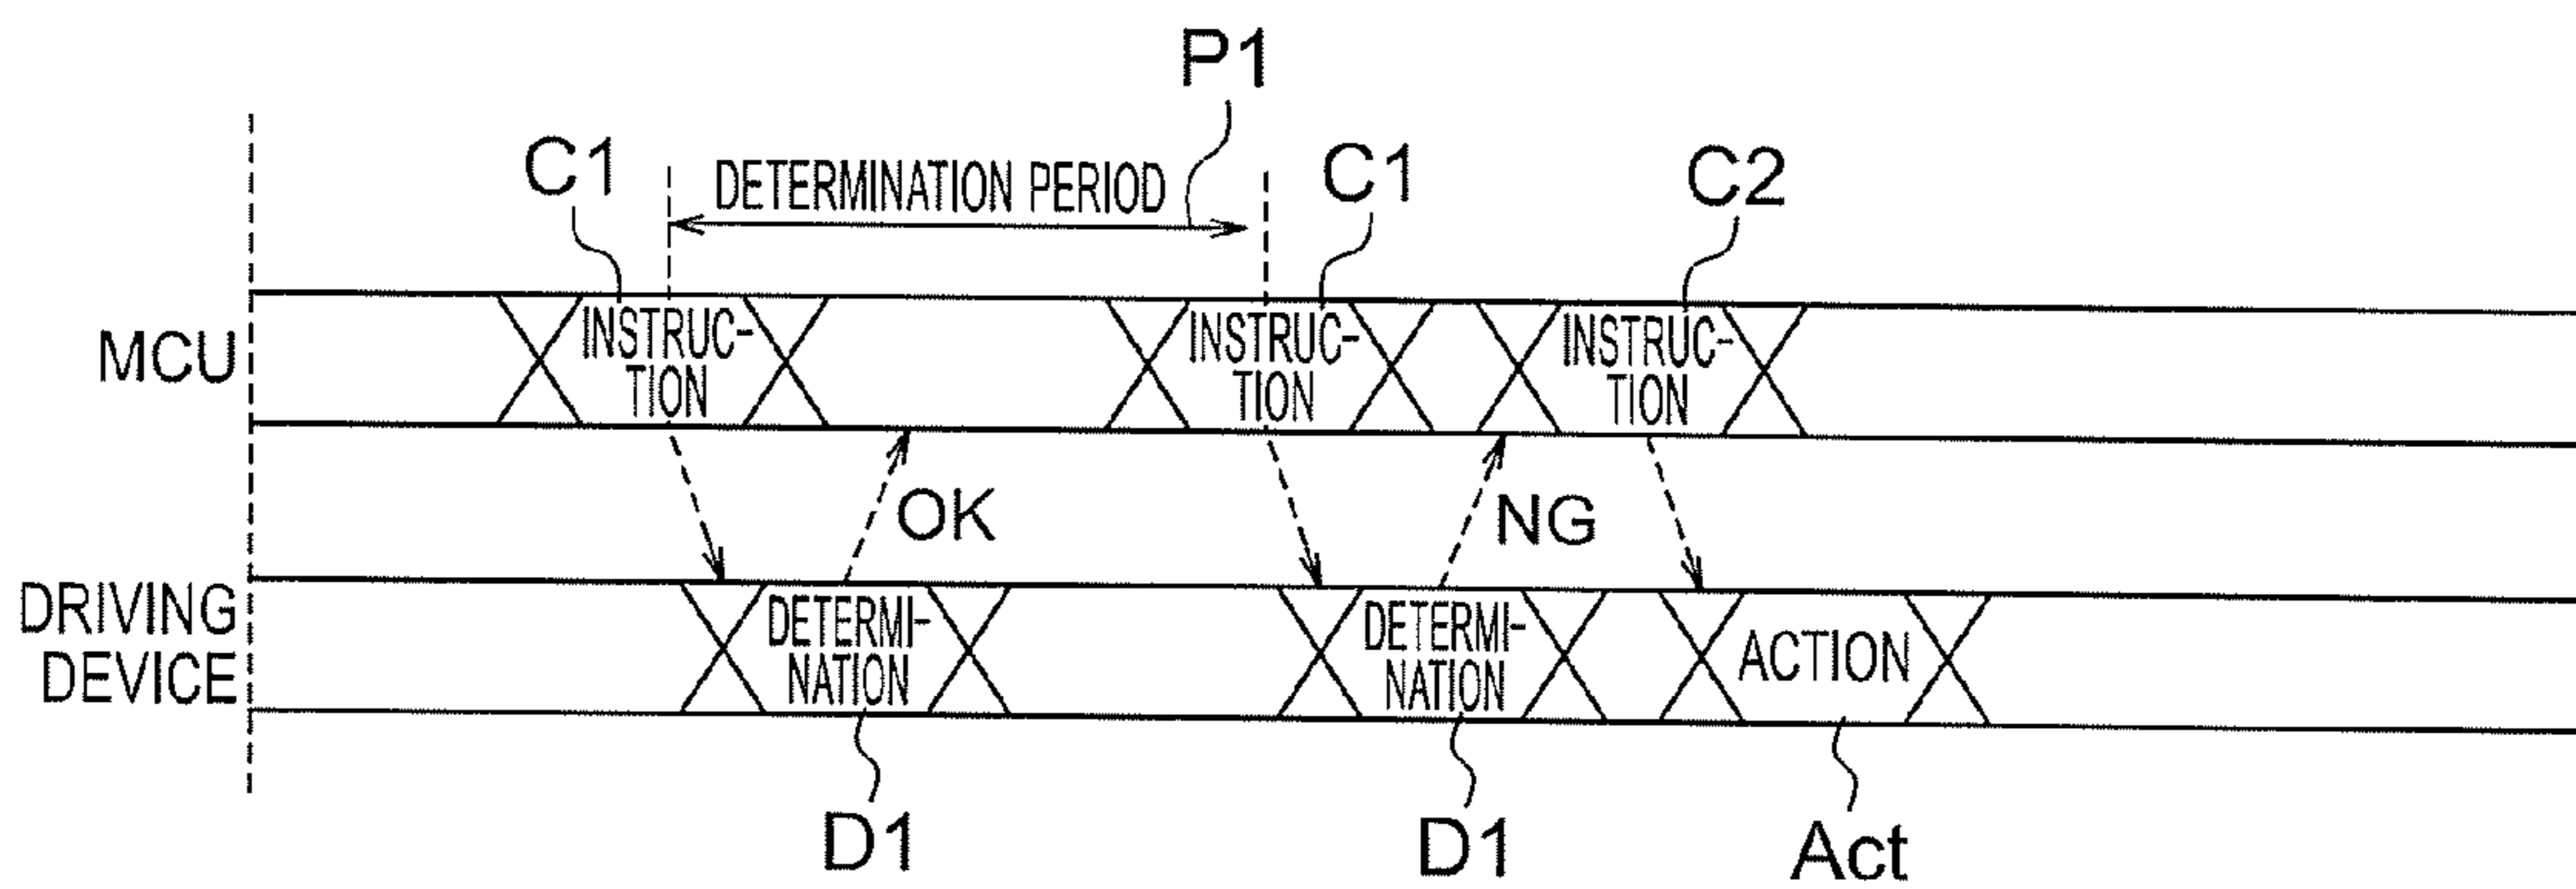 P1
C1
DETERMINATION PERIOD
C1
C2
MCU
INSTRUC-
TION
INSTRUC-
TION
INSTRUC-
TION
OK
NG
DRIVING
DEVICE
DETERMI-
NATION
DETERMI-
NATION
ACTION
D1
D1
Act